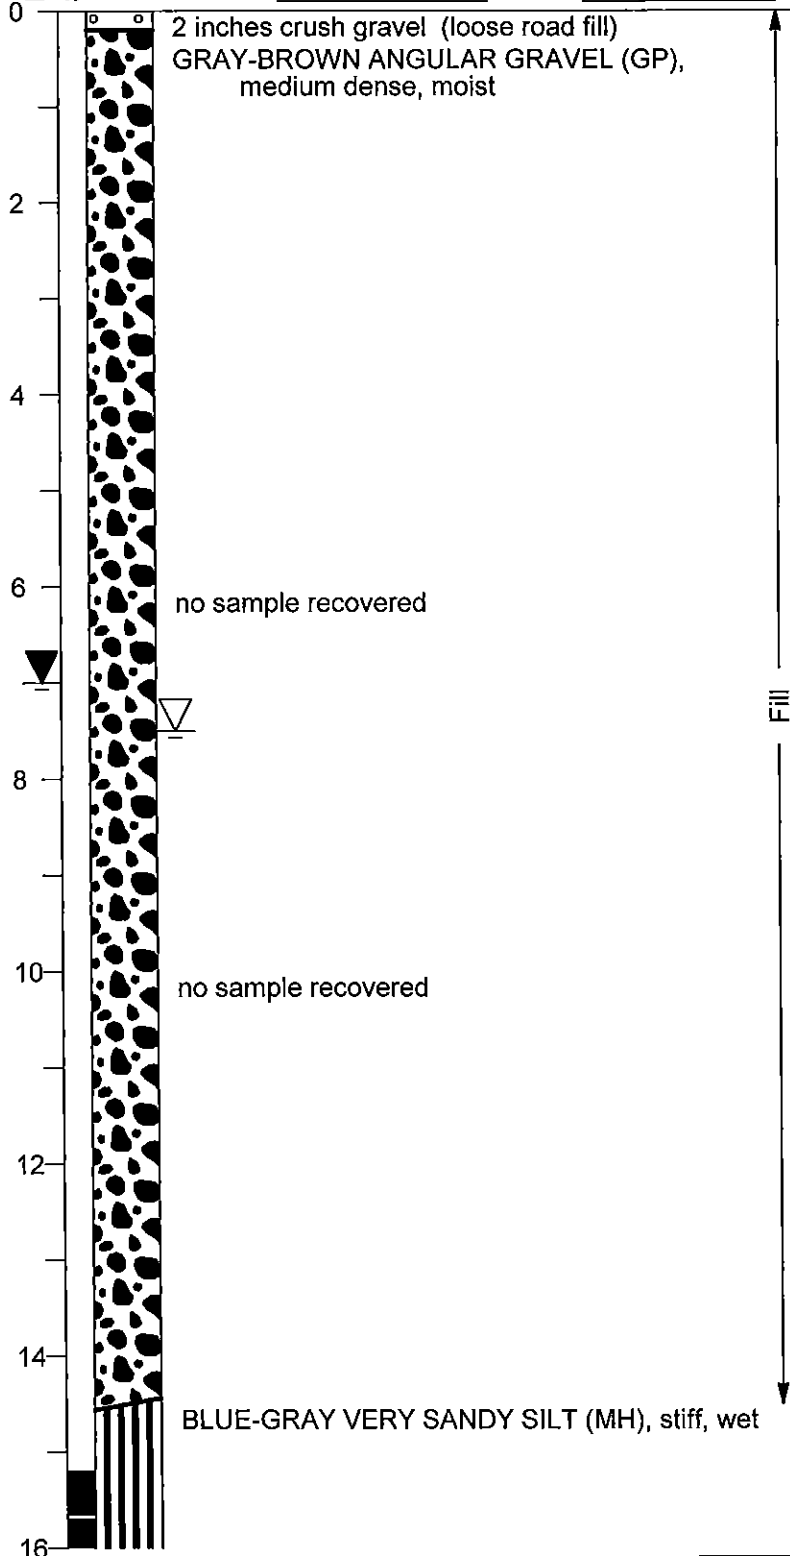 0
2 inches crush gravel (loose road fill)
GRAY-BROWN ANGULAR GRAVEL (GP),
medium dense, moist
2
4
6
no sample recovered
Fill
8
10
no sample recovered
12
14
BLUE-GRAY VERY SANDY SILT (MH), stiff, wet
16